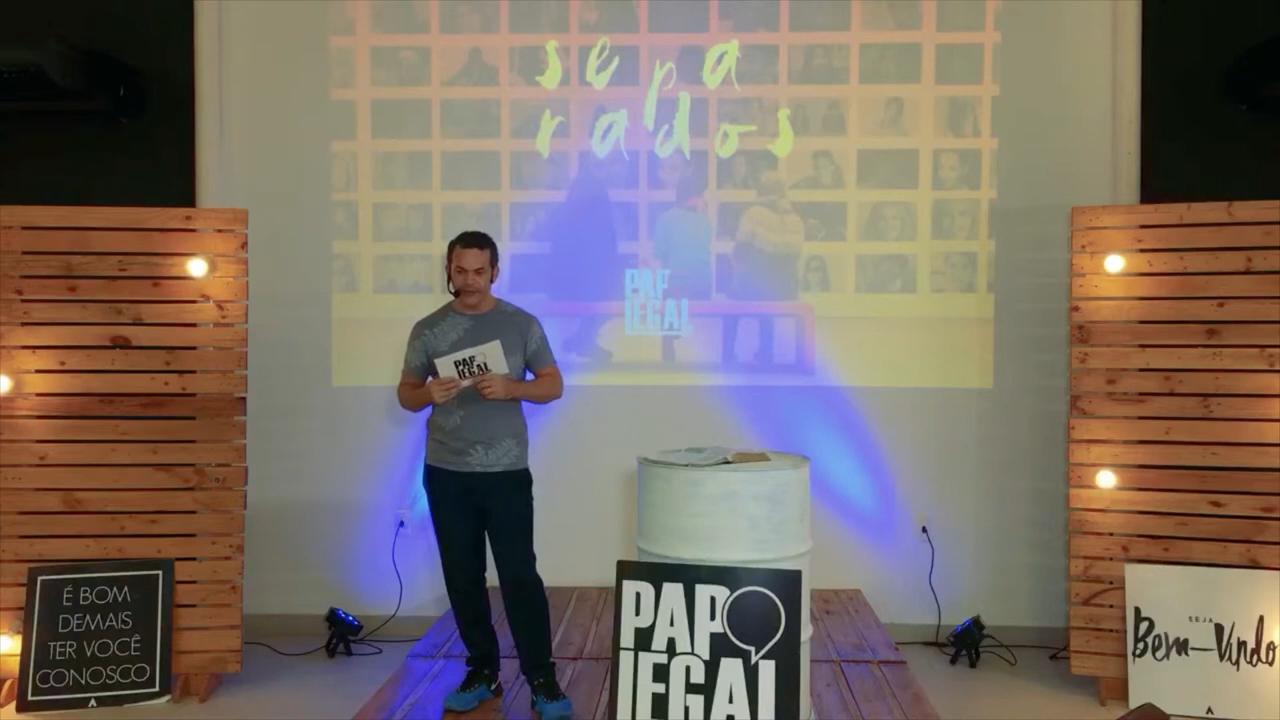 sepa
rados
PAPO
LEGAL
PAPO
LEGAL
É BOM
DEMAIS
TER VOCÊ
CONOSCO
PAPO
LEGAL
SEJA
Bem-Vindo